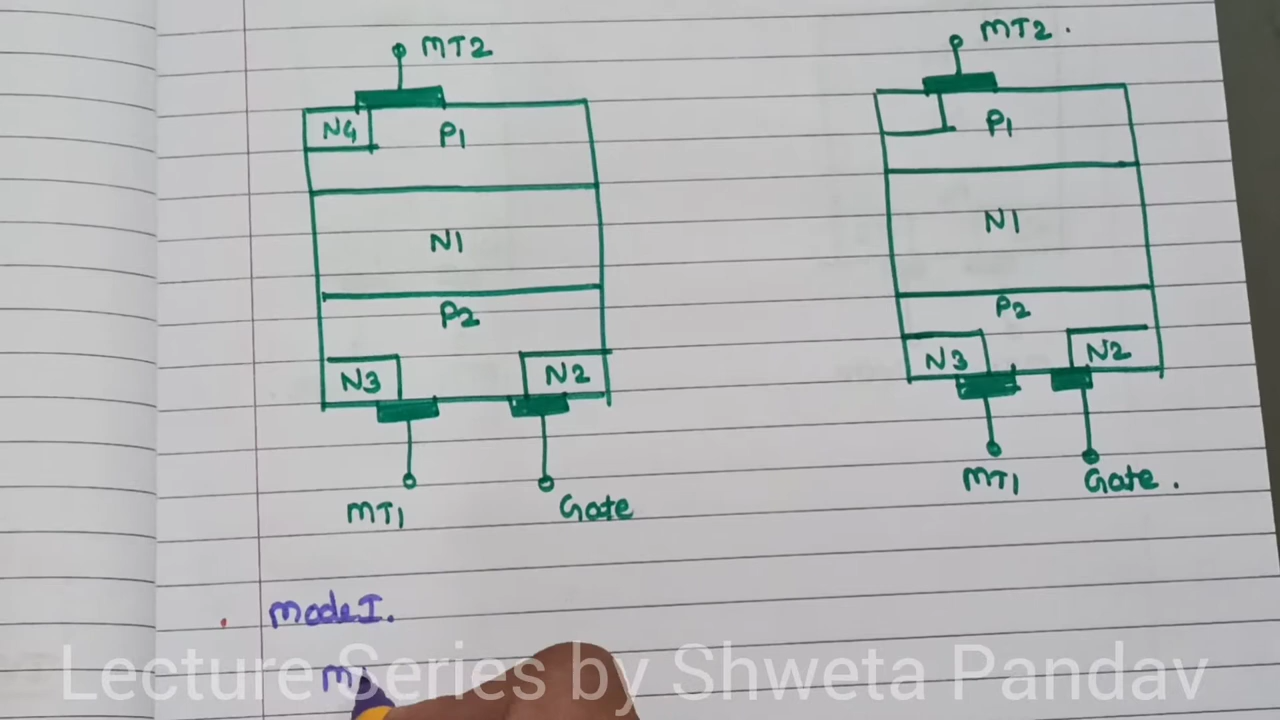 MT2
N4 P1
N1
P2
N3 N2
MT1 Gate
MT2.
P1
N1
P2
N3 N2
MT1 Gate.
Mode I.
M
Lecture Series by Shweta Pandav